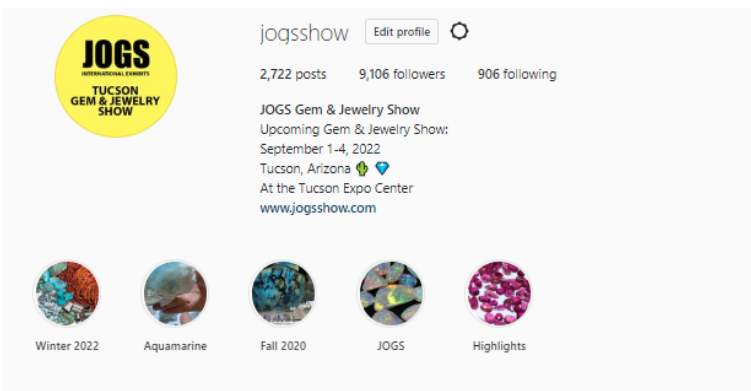 JOGS
INTERNATIONAL EXHIBITS
TUCSON
GEM & JEWELRY
SHOW
jogsshow Edit profile
2,722 posts 9,106 followers 906 following
JOGS Gem & Jewelry Show
Upcoming Gem & Jewelry Show:
September 1-4, 2022
Tucson, Arizona 🌵 💎
At the Tucson Expo Center
www.jogsshow.com
Winter 2022 Aquamarine Fall 2020 JOGS Highlights